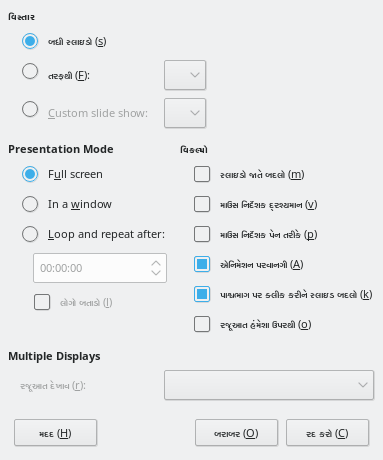 વિસ્તાર
બધી સ્લાઇડો (s)
તરફથી (F):
Custom slide show:
Presentation Mode
Full screen
In a window
Loop and repeat after:
00:00:00
લોગો બતાડો (l)
વિકલ્પો
સ્લાઇડો જાતે બદલો (m)
માઉસ નિર્દેશક દૃશ્યમાન (v)
માઉસ નિર્દેશક પેન તરીકે (p)
એનિમેશન પરવાનગી (A)
પાશ્વભાગ પર ક્લીક કરીને સ્લાઇડ બદલો (k)
રજૂઆત હંમેશા ઉપરથી (o)
Multiple Displays
રજૂઆત દેખાવ (r):
મદદ (H)
બરાબર (O)
રદ કરો (C)